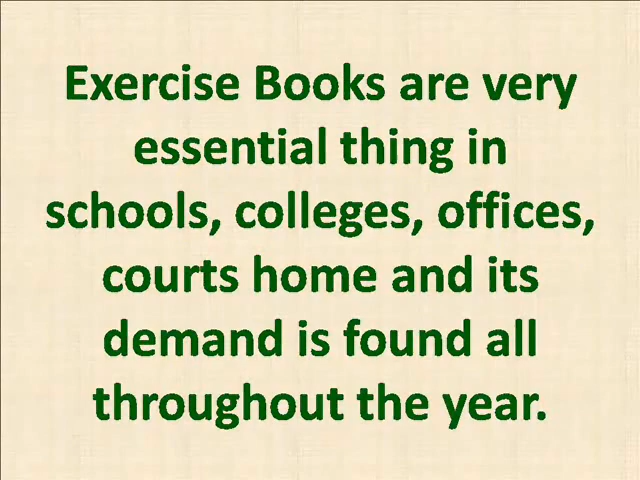 Exercise Books are very
essential thing in
schools, colleges, offices,
courts home and its
demand is found all
throughout the year.